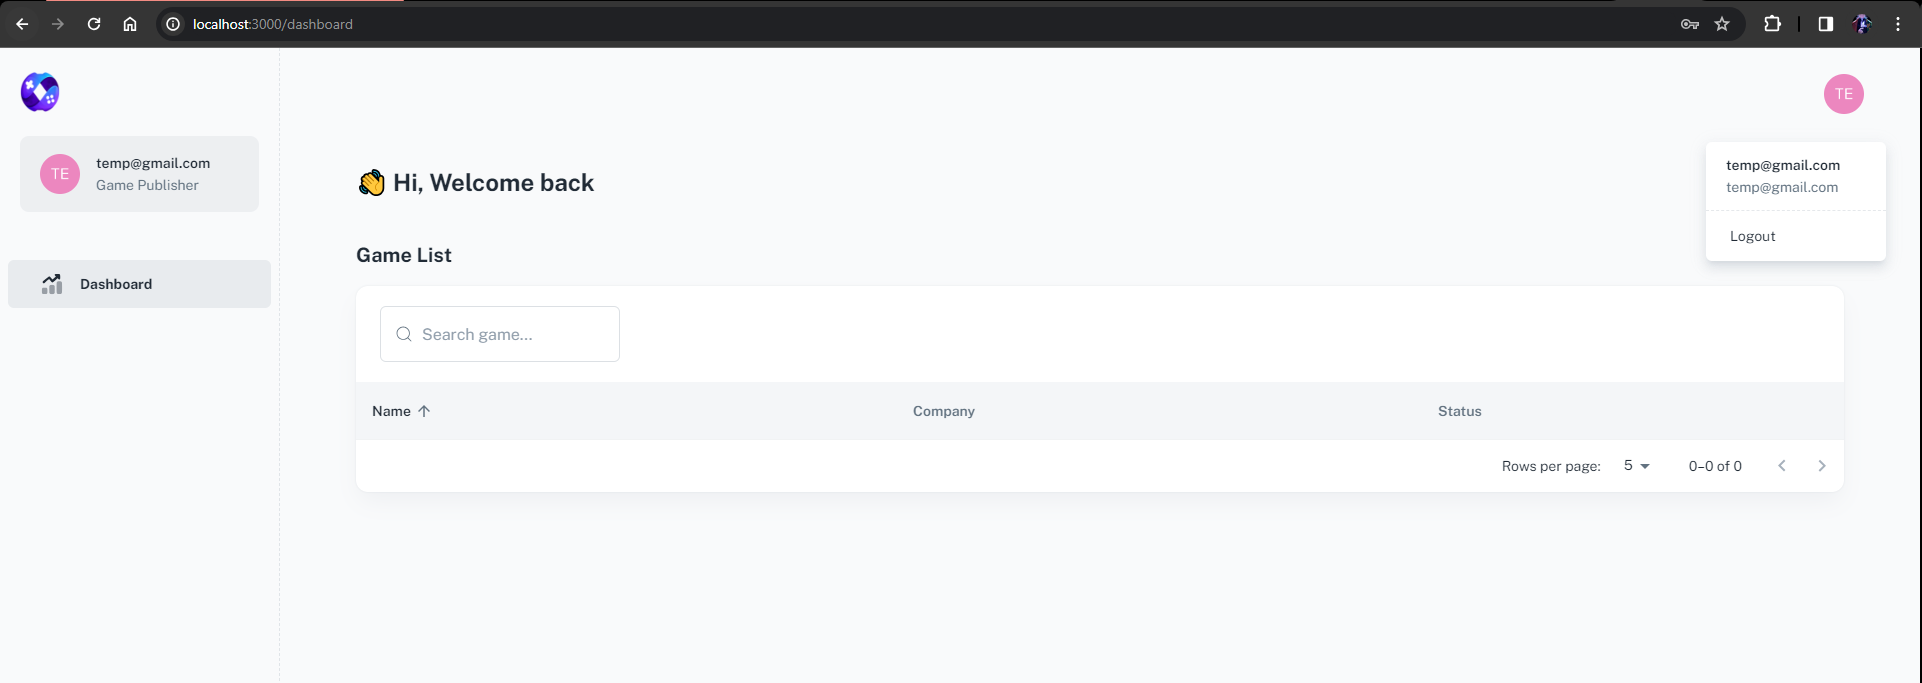 localhost:3000/dashboard
TE
TE
temp@gmail.com
Game Publisher
Dashboard
temp@gmail.com
temp@gmail.com
Logout
👋 Hi, Welcome back
Game List
Search game...
Name Company Status
Rows per page: 5 0–0 of 0